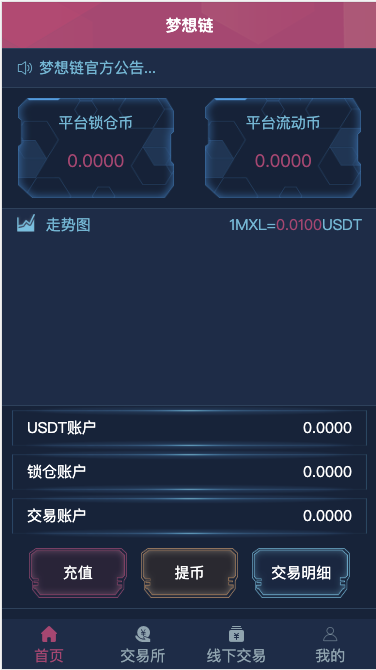 梦想链
梦想链官方公告...
平台锁仓币
平台流动币
0.0000
0.0000
走势图
1MXL=0.0100USDT
USDT账户
0.0000
锁仓账户
0.0000
交易账户
0.0000
充值
提币
交易明细
首页
交易所
线下交易
我的